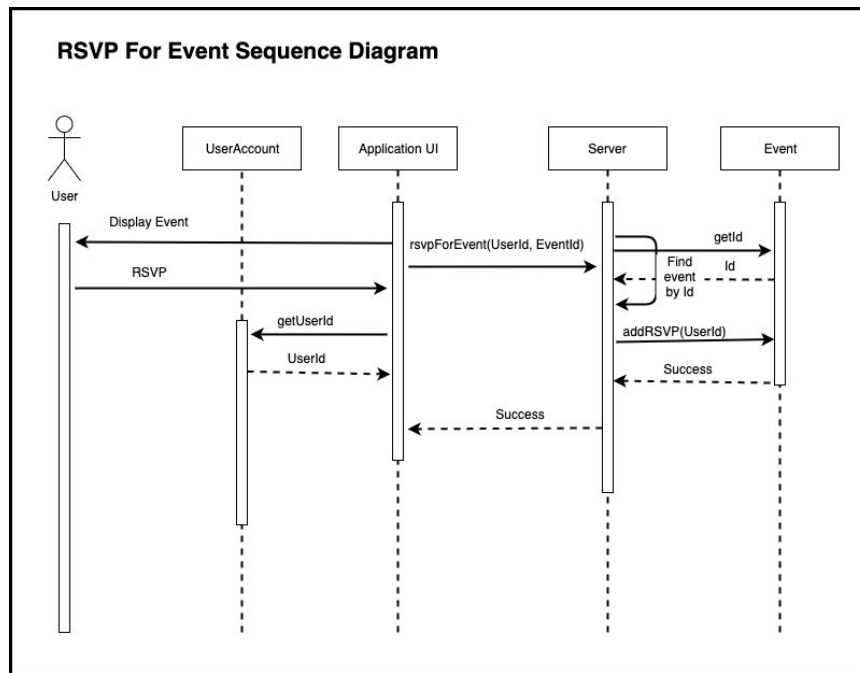 RSVP For Event Sequence Diagram
UserAccount
Application UI
Server
Event
User
Display Event
rsvpForEvent(UserId, EventId)
getId
RSVP
Find
event
by Id
Id
getUserId
addRSVP(UserId)
UserId
Success
Success